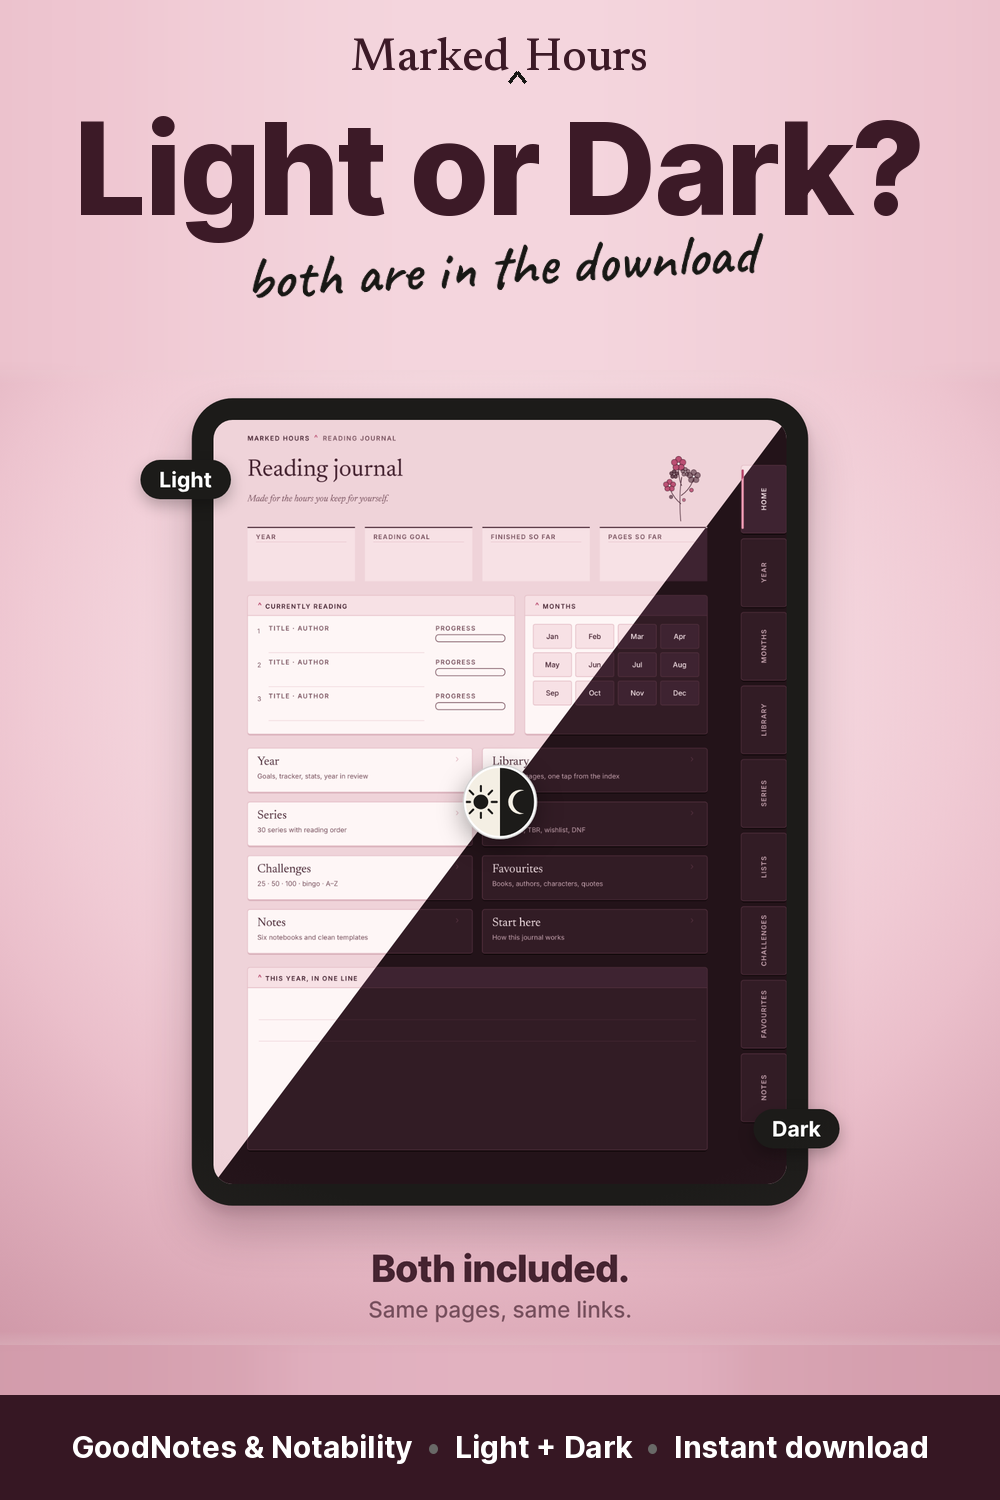 Marked^Hours
Light or Dark?
both are in the download
Light
MARKED HOURS ^ READING JOURNAL
Reading journal
Made for the hours you keep for yourself.
YEAR
READING GOAL
FINISHED SO FAR
PAGES SO FAR
^ CURRENTLY READING
1 TITLE · AUTHOR PROGRESS
2 TITLE · AUTHOR PROGRESS
3 TITLE · AUTHOR PROGRESS
^ MONTHS
Jan Feb Mar Apr
May Jun Jul Aug
Sep Oct Nov Dec
Year
Goals, tracker, stats, year in review
Library
pages, one tap from the index
Series
30 series with reading order
TBR, wishlist, DNF
Challenges
25 · 50 · 100 · bingo · A–Z
Favourites
Books, authors, characters, quotes
Notes
Six notebooks and clean templates
Start here
How this journal works
^ THIS YEAR, IN ONE LINE
HOME
YEAR
MONTHS
LIBRARY
SERIES
LISTS
CHALLENGES
FAVOURITES
NOTES
Dark
Both included.
Same pages, same links.
GoodNotes & Notability • Light + Dark • Instant download